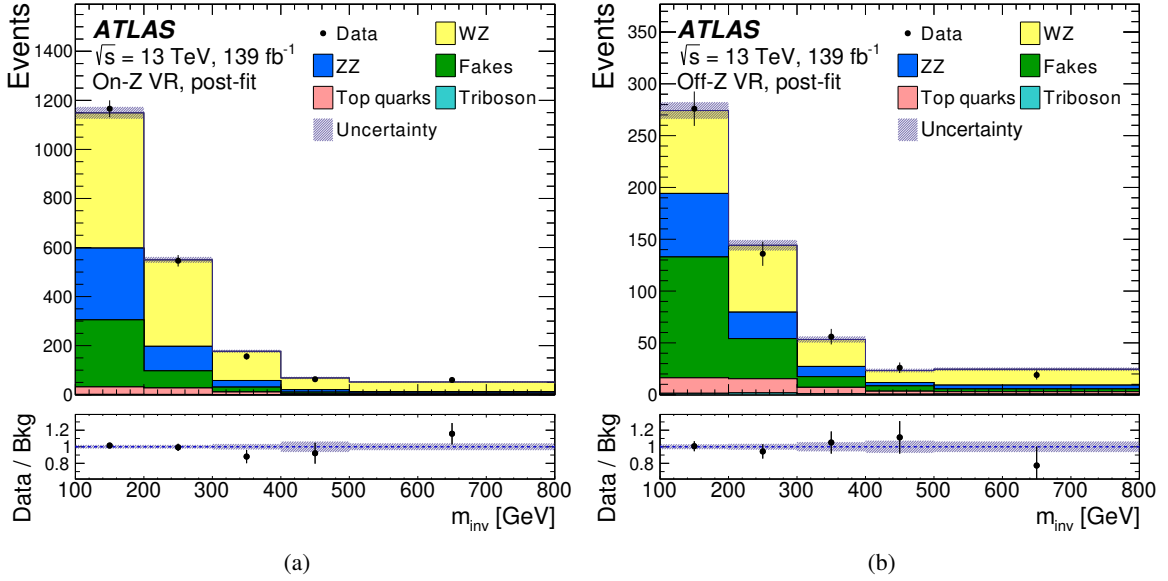 Events
ATLAS
√s = 13 TeV, 139 fb⁻¹
On-Z VR, post-fit
Data
WZ
ZZ
Fakes
Top quarks
Triboson
Uncertainty
1400
1200
1000
800
600
400
200
0
Data / Bkg
1.2
1
0.8
100 200 300 400 500 600 700 800
m_inv [GeV]
(a)
Events
ATLAS
√s = 13 TeV, 139 fb⁻¹
Off-Z VR, post-fit
Data
WZ
ZZ
Fakes
Top quarks
Triboson
Uncertainty
350
300
250
200
150
100
50
0
Data / Bkg
1.2
1
0.8
100 200 300 400 500 600 700 800
m_inv [GeV]
(b)